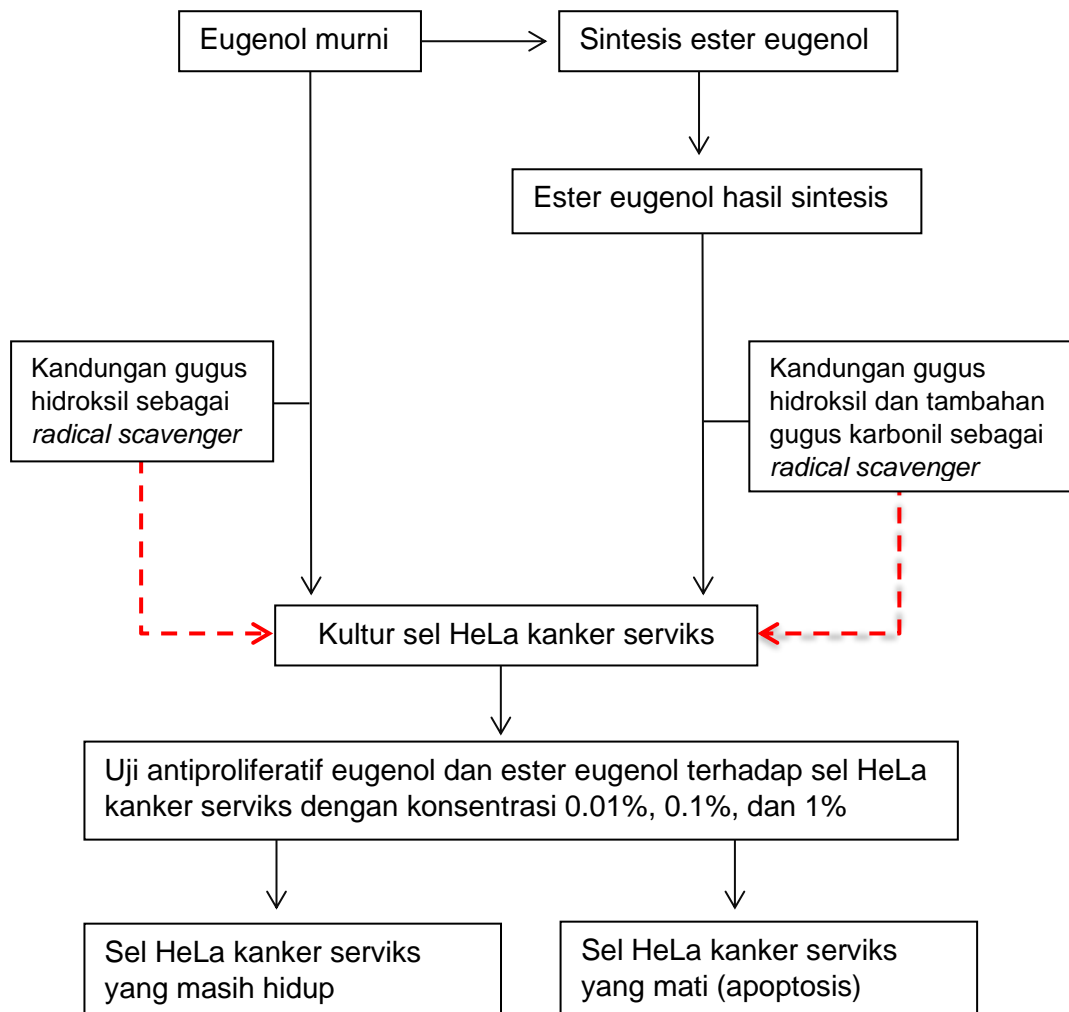 Eugenol murni
Sintesis ester eugenol
Ester eugenol hasil sintesis
Kandungan gugus
hidroksil sebagai
radical scavenger
Kandungan gugus
hidroksil dan tambahan
gugus karbonil sebagai
radical scavenger
Kultur sel HeLa kanker serviks
Uji antiproliferatif eugenol dan ester eugenol terhadap sel HeLa
kanker serviks dengan konsentrasi 0.01%, 0.1%, dan 1%
Sel HeLa kanker serviks
yang masih hidup
Sel HeLa kanker serviks
yang mati (apoptosis)